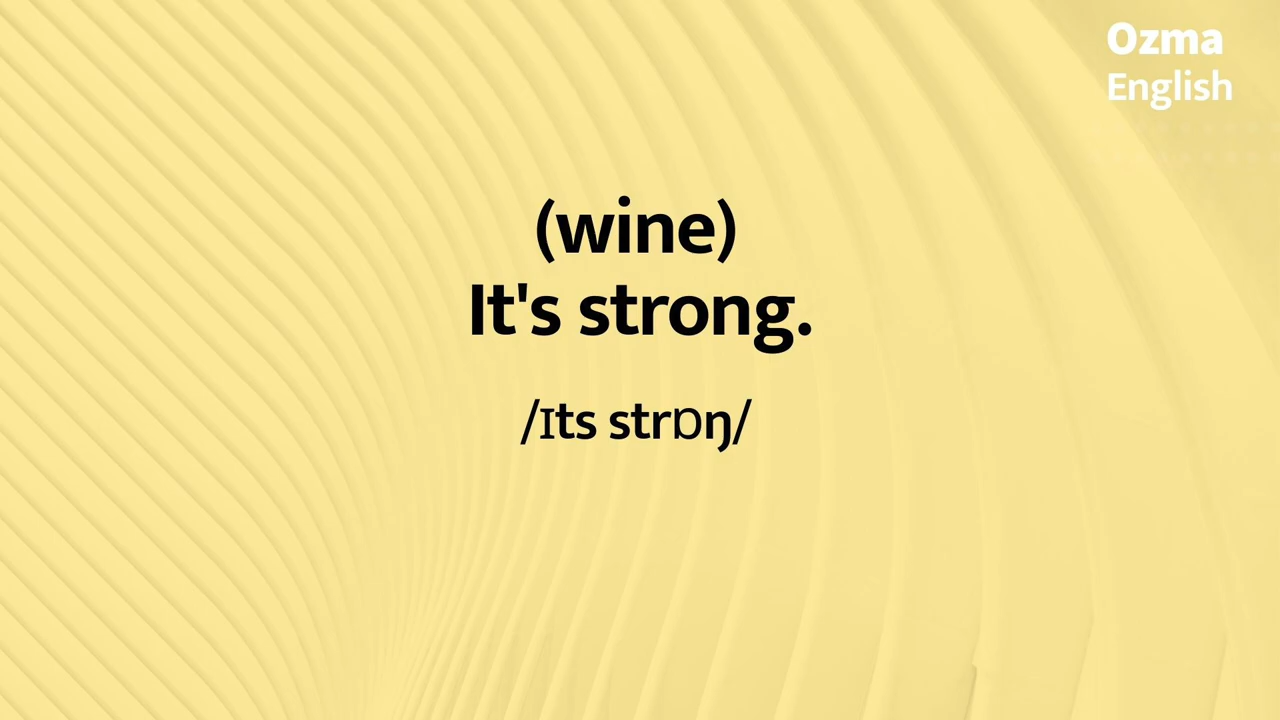 Ozma
English
(wine)
It's strong.
/ɪts strɒŋ/